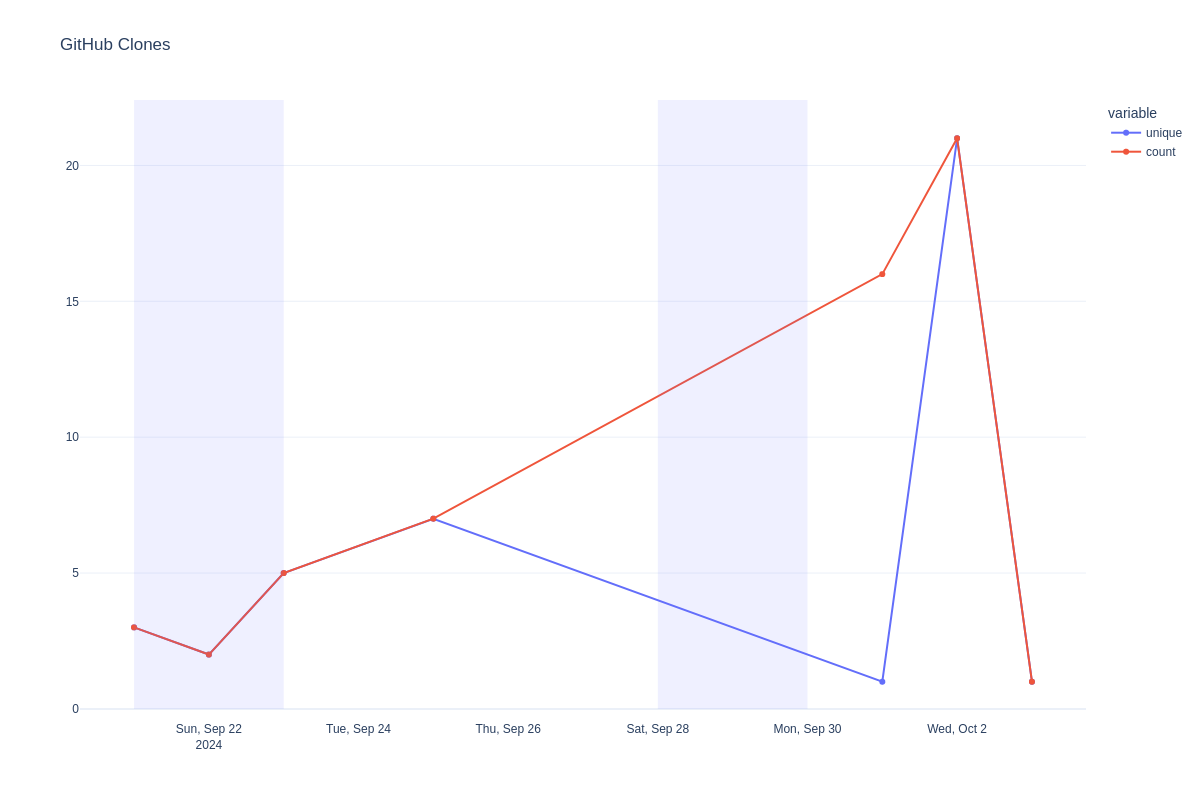 GitHub Clones
variable
unique
count
20
15
10
5
0
Sun, Sep 22
2024
Tue, Sep 24
Thu, Sep 26
Sat, Sep 28
Mon, Sep 30
Wed, Oct 2